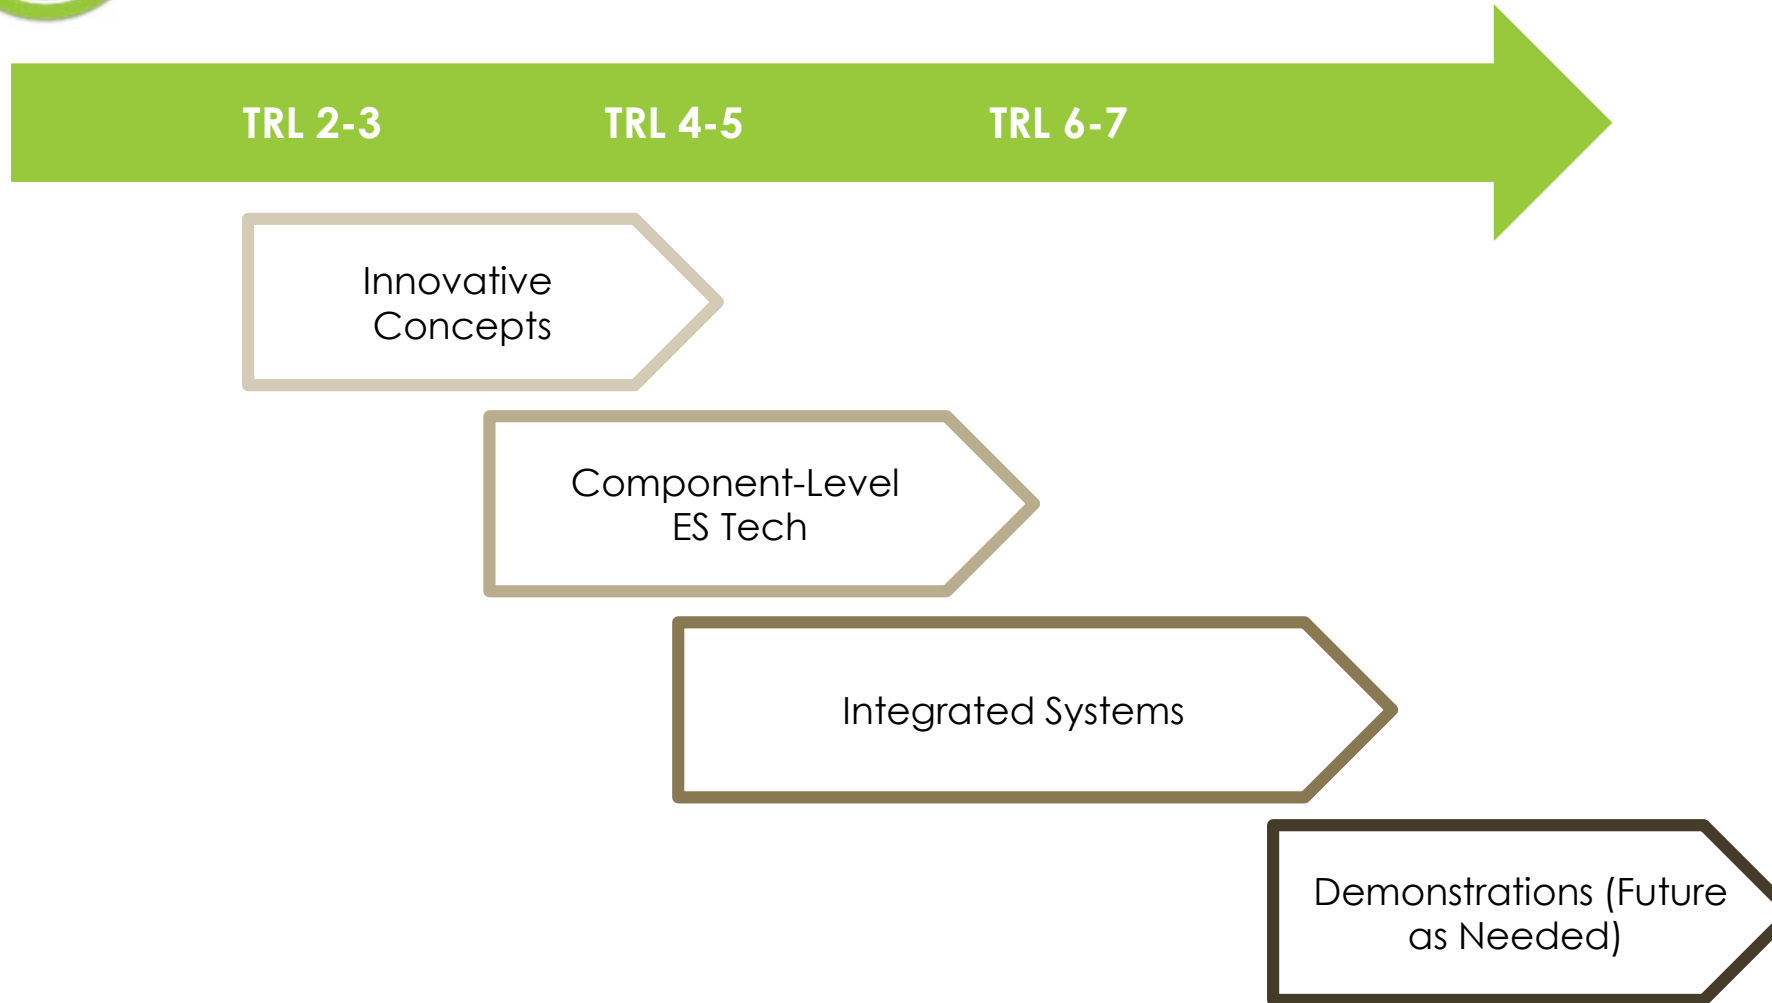 TRL 2-3 TRL 4-5 TRL 6-7
Innovative
Concepts
Component-Level
ES Tech
Integrated Systems
Demonstrations (Future
as Needed)